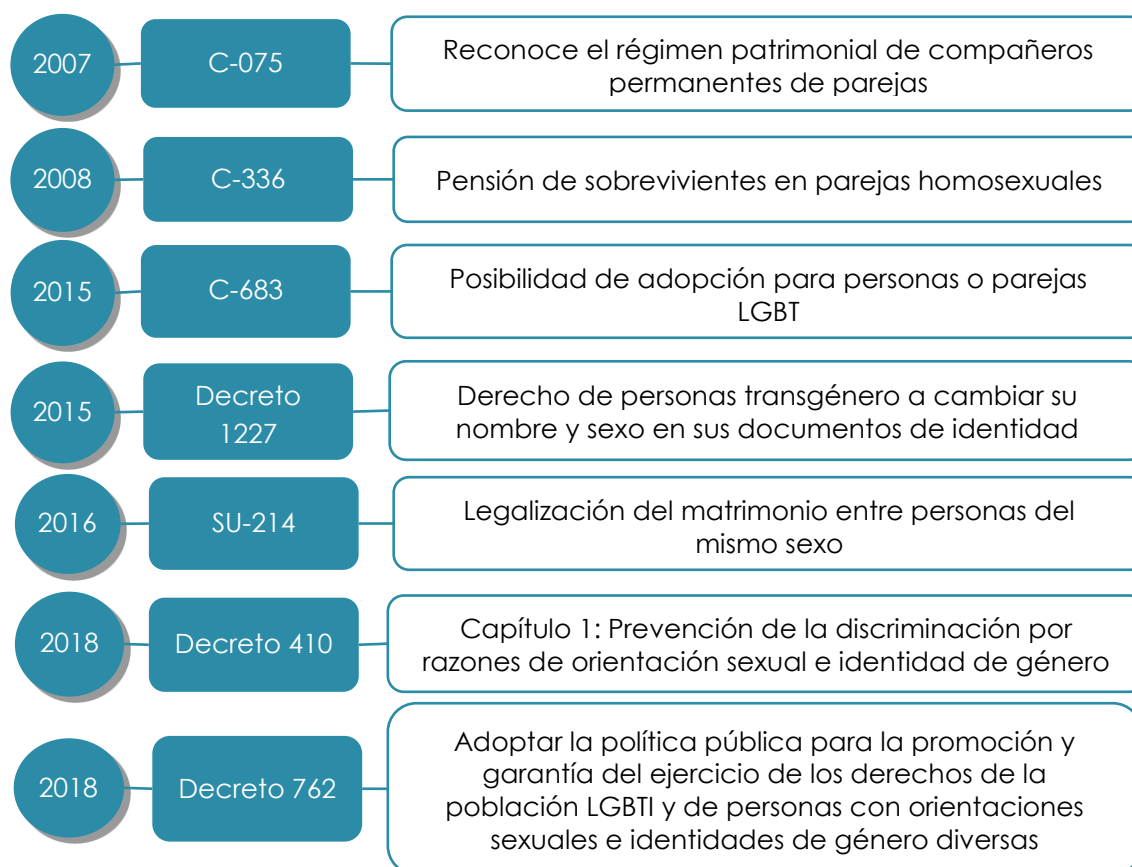 2007
C-075
Reconoce el régimen patrimonial de compañeros
permanentes de parejas
2008
C-336
Pensión de sobrevivientes en parejas homosexuales
2015
C-683
Posibilidad de adopción para personas o parejas
LGBT
2015
Decreto
1227
Derecho de personas transgénero a cambiar su
nombre y sexo en sus documentos de identidad
2016
SU-214
Legalización del matrimonio entre personas del
mismo sexo
2018
Decreto 410
Capítulo 1: Prevención de la discriminación por
razones de orientación sexual e identidad de género
2018
Decreto 762
Adoptar la política pública para la promoción y
garantía del ejercicio de los derechos de la
población LGBTI y de personas con orientaciones
sexuales e identidades de género diversas